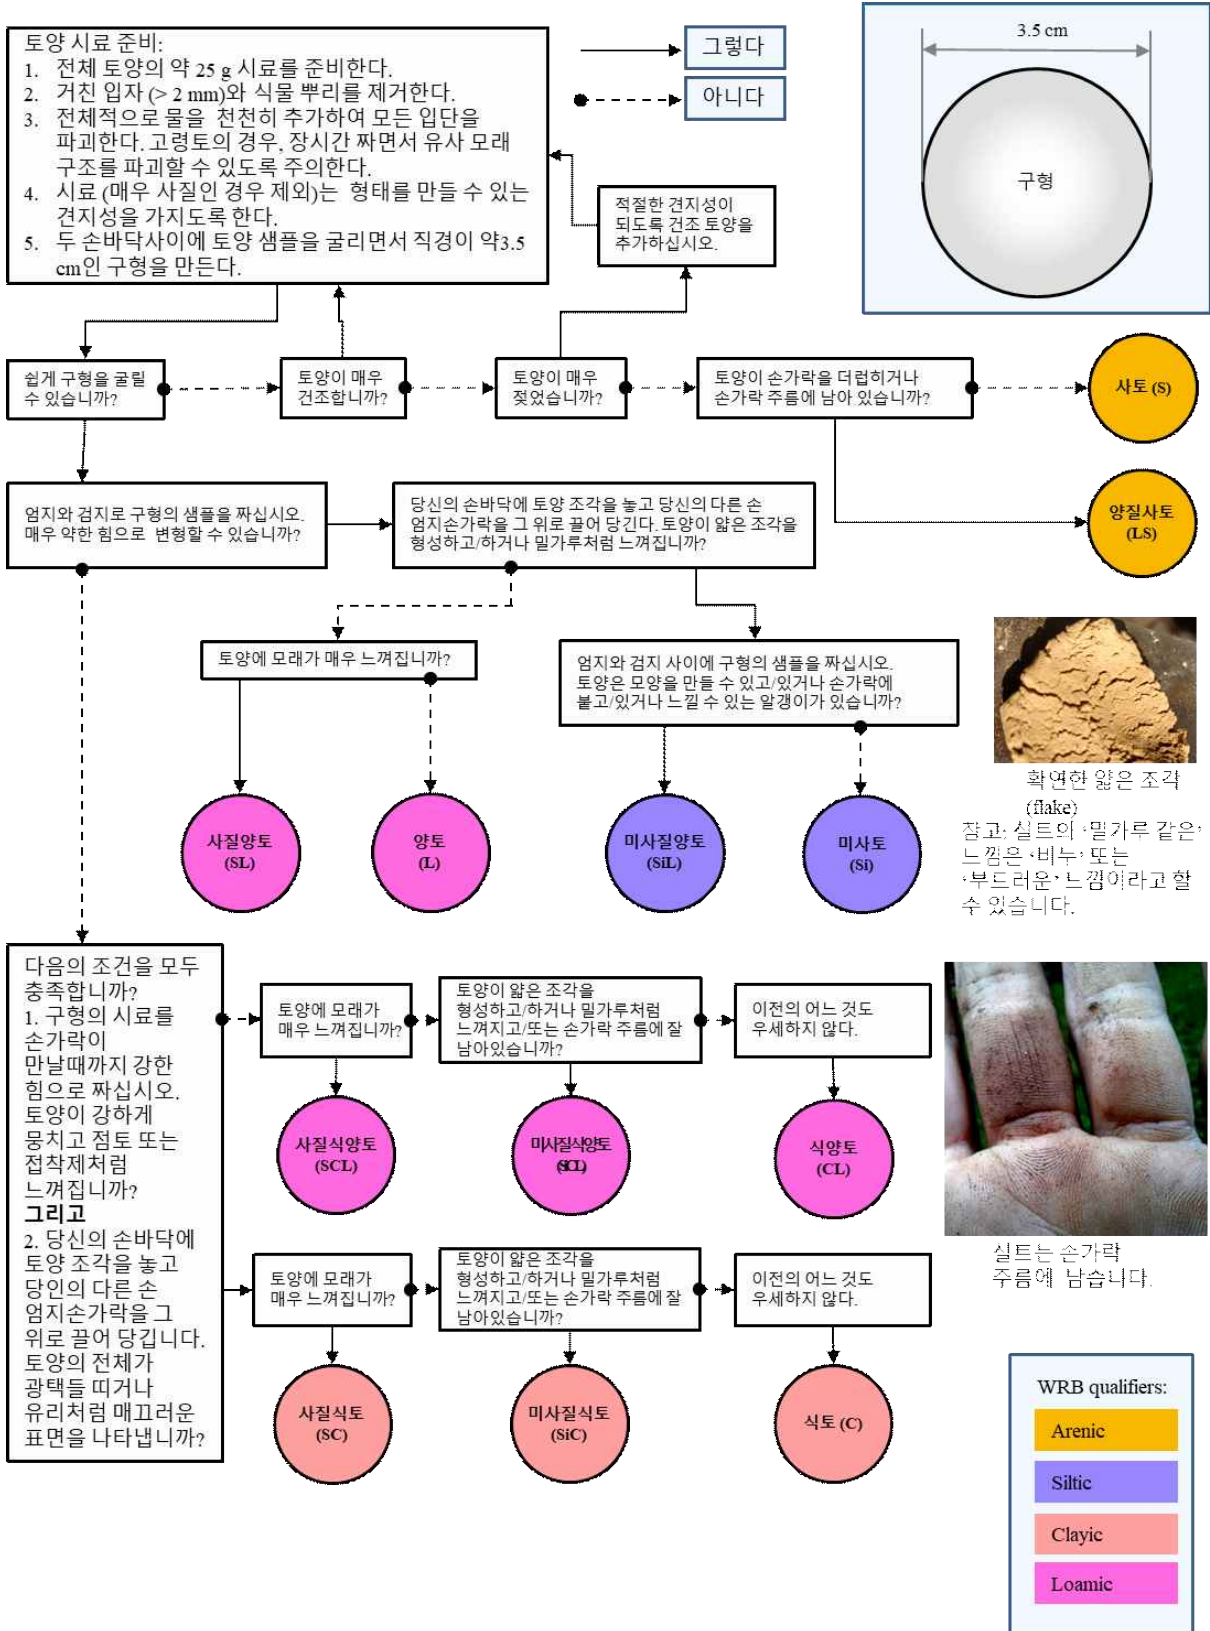 토양 시료 준비:
1. 전체 토양의 약 25 g 시료를 준비한다.
2. 거친 입자 (> 2 mm)와 식물 뿌리를 제거한다.
3. 전체적으로 물을 천천히 추가하여 모든 입단을
파괴한다. 고령토의 경우, 장시간 짜면서 유사 모래
구조를 파괴할 수 있도록 주의한다.
4. 시료 (매우 사질인 경우 제외)는 형태를 만들 수 있는
견지성을 가지도록 한다.
5. 두 손바닥사이에 토양 샘플을 굴리면서 직경이 약3.5
cm인 구형을 만든다.
그렇다
아니다
3.5 cm
구형
적절한 견지성이
되도록 건조 토양을
추가하십시오.
쉽게 구형을 굴릴
수 있습니까?
토양이 매우
건조합니까?
토양이 매우
젖었습니까?
토양이 손가락을 더럽히거나
손가락 주름에 남아 있습니까?
사토 (S)
엄지와 검지로 구형의 샘플을 짜십시오.
매우 약한 힘으로 변형할 수 있습니까?
당신의 손바닥에 토양 조각을 놓고 당신의 다른 손
엄지손가락을 그 위로 끌어 당긴다. 토양이 얇은 조각을
형성하고/하거나 밀가루처럼 느껴집니까?
양질사토
(LS)
토양에 모래가 매우 느껴집니까?
엄지와 검지 사이에 구형의 샘플을 짜십시오.
토양은 모양을 만들 수 있고/있거나 손가락에
붙고/있거나 느낄 수 있는 알갱이가 있습니까?
확연한 얇은 조각
(flake)
참고: 실트의 '밀가루 같은'
느낌은 '비누' 또는
'부드러운' 느낌이라고 할
수 있습니다.
사질양토
(SL)
양토
(L)
미사질양토
(SiL)
미사토
(Si)
다음의 조건을 모두
충족합니까?
1. 구형의 시료를
손가락이
만날때까지 강한
힘으로 짜십시오.
토양이 강하게
뭉치고 점토 또는
접착제처럼
느껴집니까?
그리고
2. 당신의 손바닥에
토양 조각을 놓고
당인의 다른 손
엄지손가락을 그
위로 끌어 당깁니다.
토양의 전체가
광택들 띠거나
유리처럼 매끄러운
표면을 나타냅니까?
토양에 모래가
매우 느껴집니까?
토양이 얇은 조각을
형성하고/하거나 밀가루처럼
느껴지고/또는 손가락 주름에 잘
남아있습니까?
이전의 어느 것도
우세하지 않다.
사질식양토
(SCL)
미사질식양토
(SiCL)
식양토
(CL)
토양에 모래가
매우 느껴집니까?
토양이 얇은 조각을
형성하고/하거나 밀가루처럼
느껴지고/또는 손가락 주름에 잘
남아있습니까?
이전의 어느 것도
우세하지 않다.
실트는 손가락
주름에 남습니다.
사질식토
(SC)
미사질식토
(SiC)
식토 (C)
WRB qualifiers:
Arenic
Siltic
Clayic
Loamic